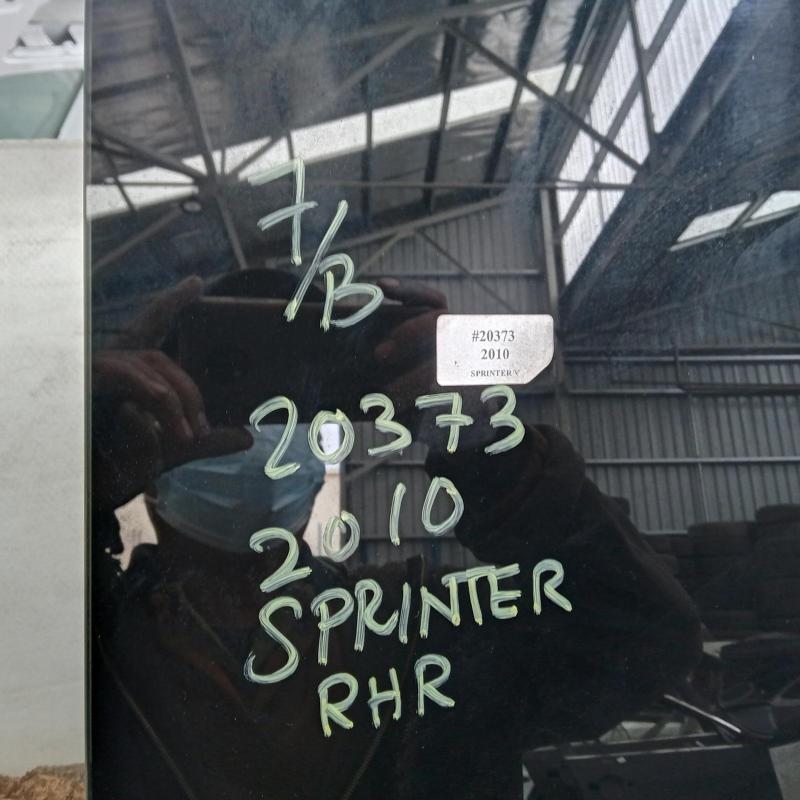 7/B
#20373
2010
SPRINTER V
20373
2010
SPRINTER
RHR